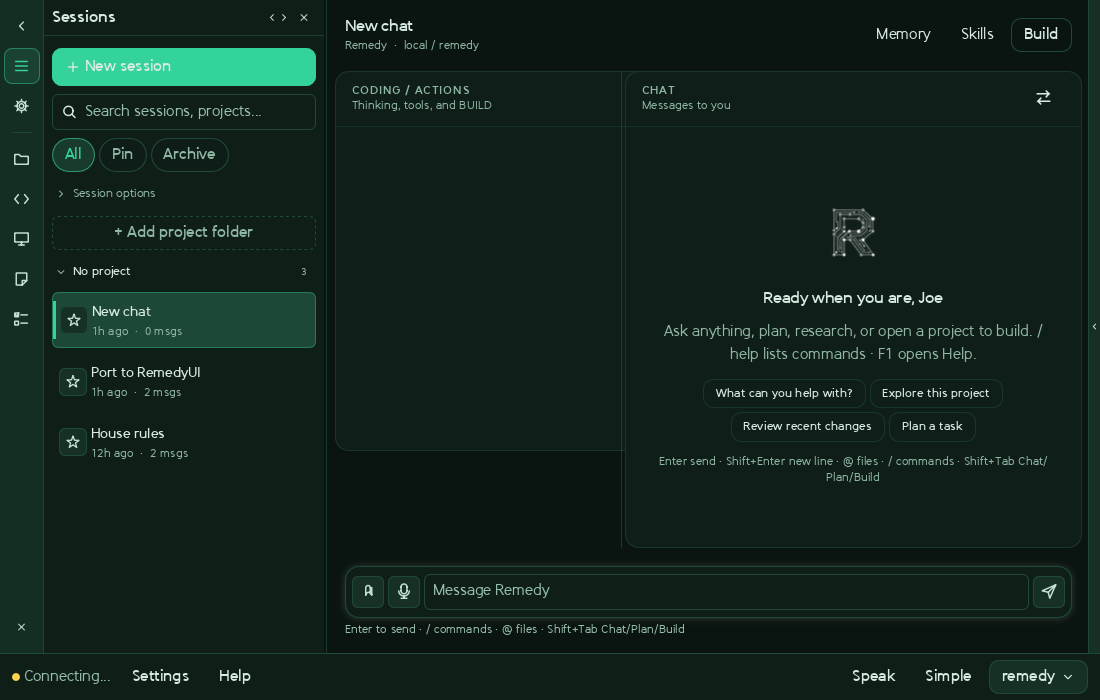 Sessions
New session
Search sessions, projects...
All
Pin
Archive
Session options
+ Add project folder
No project
3
New chat
1h ago · 0 msgs
Port to RemedyUI
1h ago · 2 msgs
House rules
12h ago · 2 msgs
New chat
Remedy · local / remedy
Memory
Skills
Build
CODING / ACTIONS
Thinking, tools, and BUILD
CHAT
Messages to you
R
Ready when you are, Joe
Ask anything, plan, research, or open a project to build. /
help lists commands · F1 opens Help.
What can you help with?
Explore this project
Review recent changes
Plan a task
Enter send · Shift+Enter new line · @ files · / commands · Shift+Tab Chat/
Plan/Build
Message Remedy
Enter to send · / commands · @ files · Shift+Tab Chat/Plan/Build
Connecting...
Settings
Help
Speak
Simple
remedy